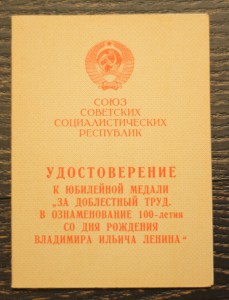 СОЮЗ
СОВЕТСКИХ
СОЦИАЛИСТИЧЕСКИХ
РЕСПУБЛИК
УДОСТОВЕРЕНИЕ
К ЮБИЛЕЙНОЙ МЕДАЛИ
„ЗА ДОБЛЕСТНЫЙ ТРУД.
В ОЗНАМЕНОВАНИЕ 100-летия
СО ДНЯ РОЖДЕНИЯ
ВЛАДИМИРА ИЛЬИЧА ЛЕНИНА"